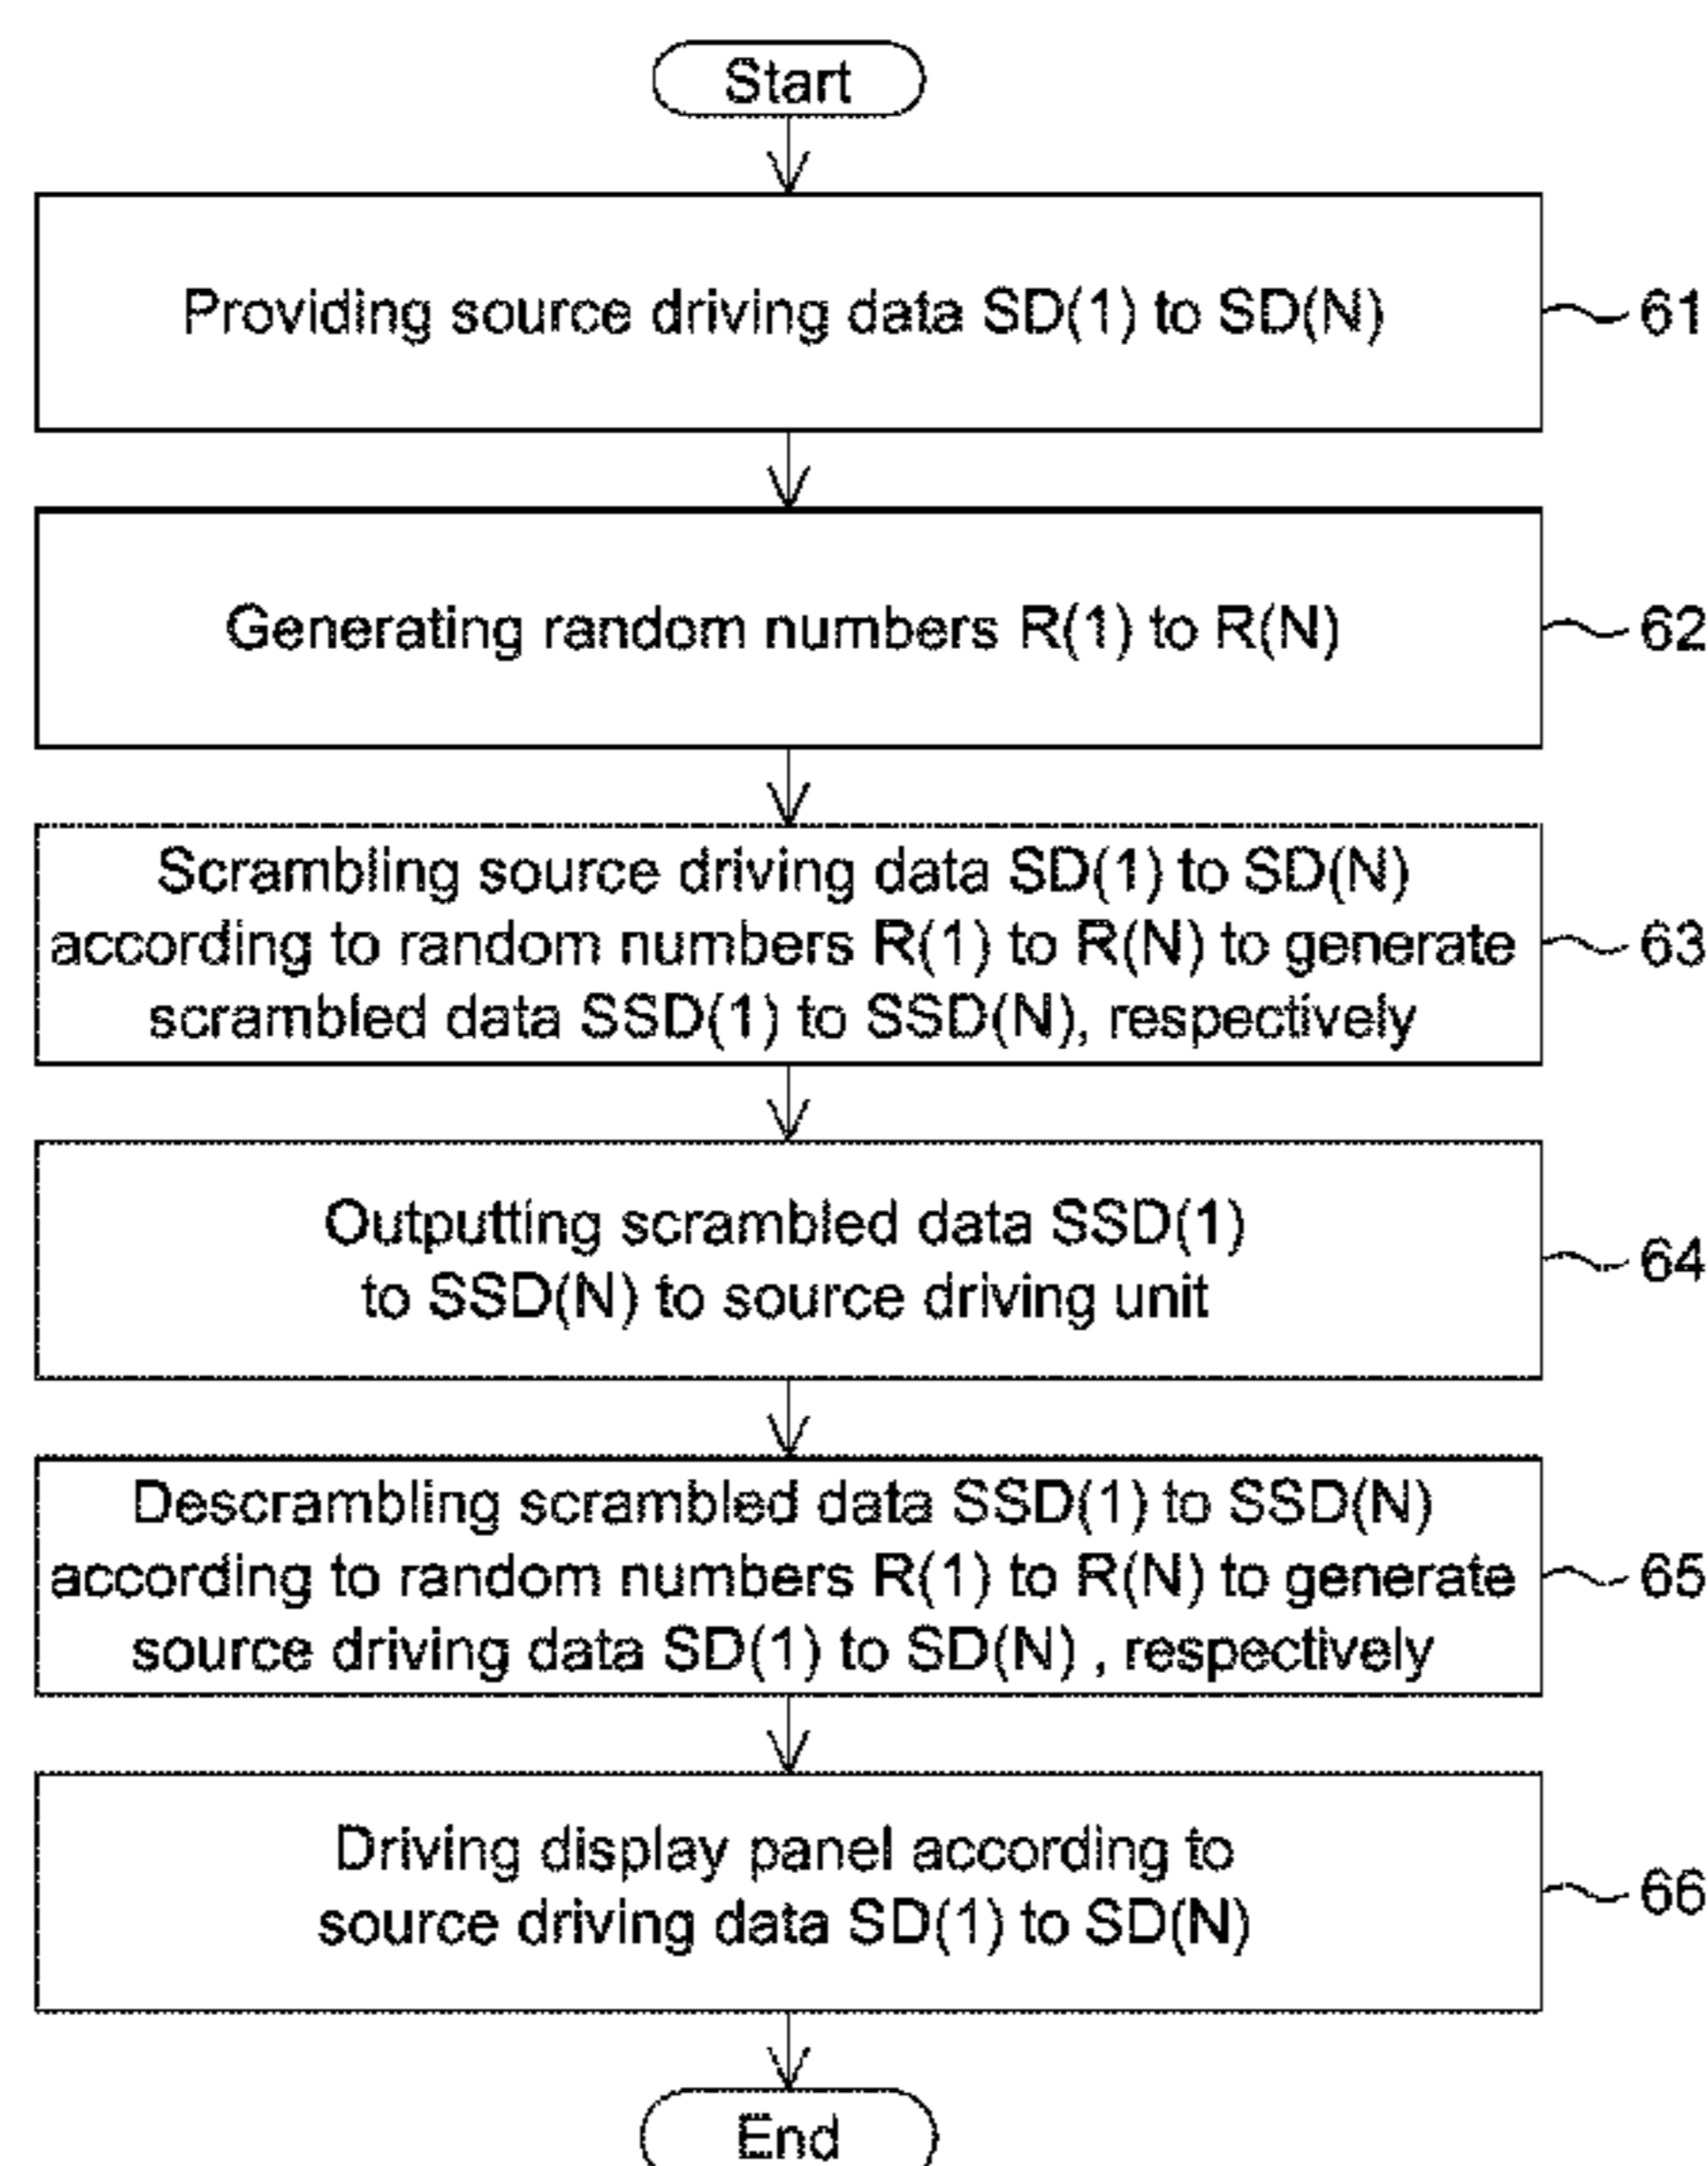 Start
Providing source driving data SD(1) to SD(N)
61
Generating random numbers R(1) to R(N)
62
Scrambling source driving data SD(1) to SD(N)
according to random numbers R(1) to R(N) to generate
scrambled data SSD(1) to SSD(N), respectively
63
Outputting scrambled data SSD(1)
to SSD(N) to source driving unit
64
Descrambling scrambled data SSD(1) to SSD(N)
according to random numbers R(1) to R(N) to generate
source driving data SD(1) to SD(N) , respectively
65
Driving display panel according to
source driving data SD(1) to SD(N)
66
End